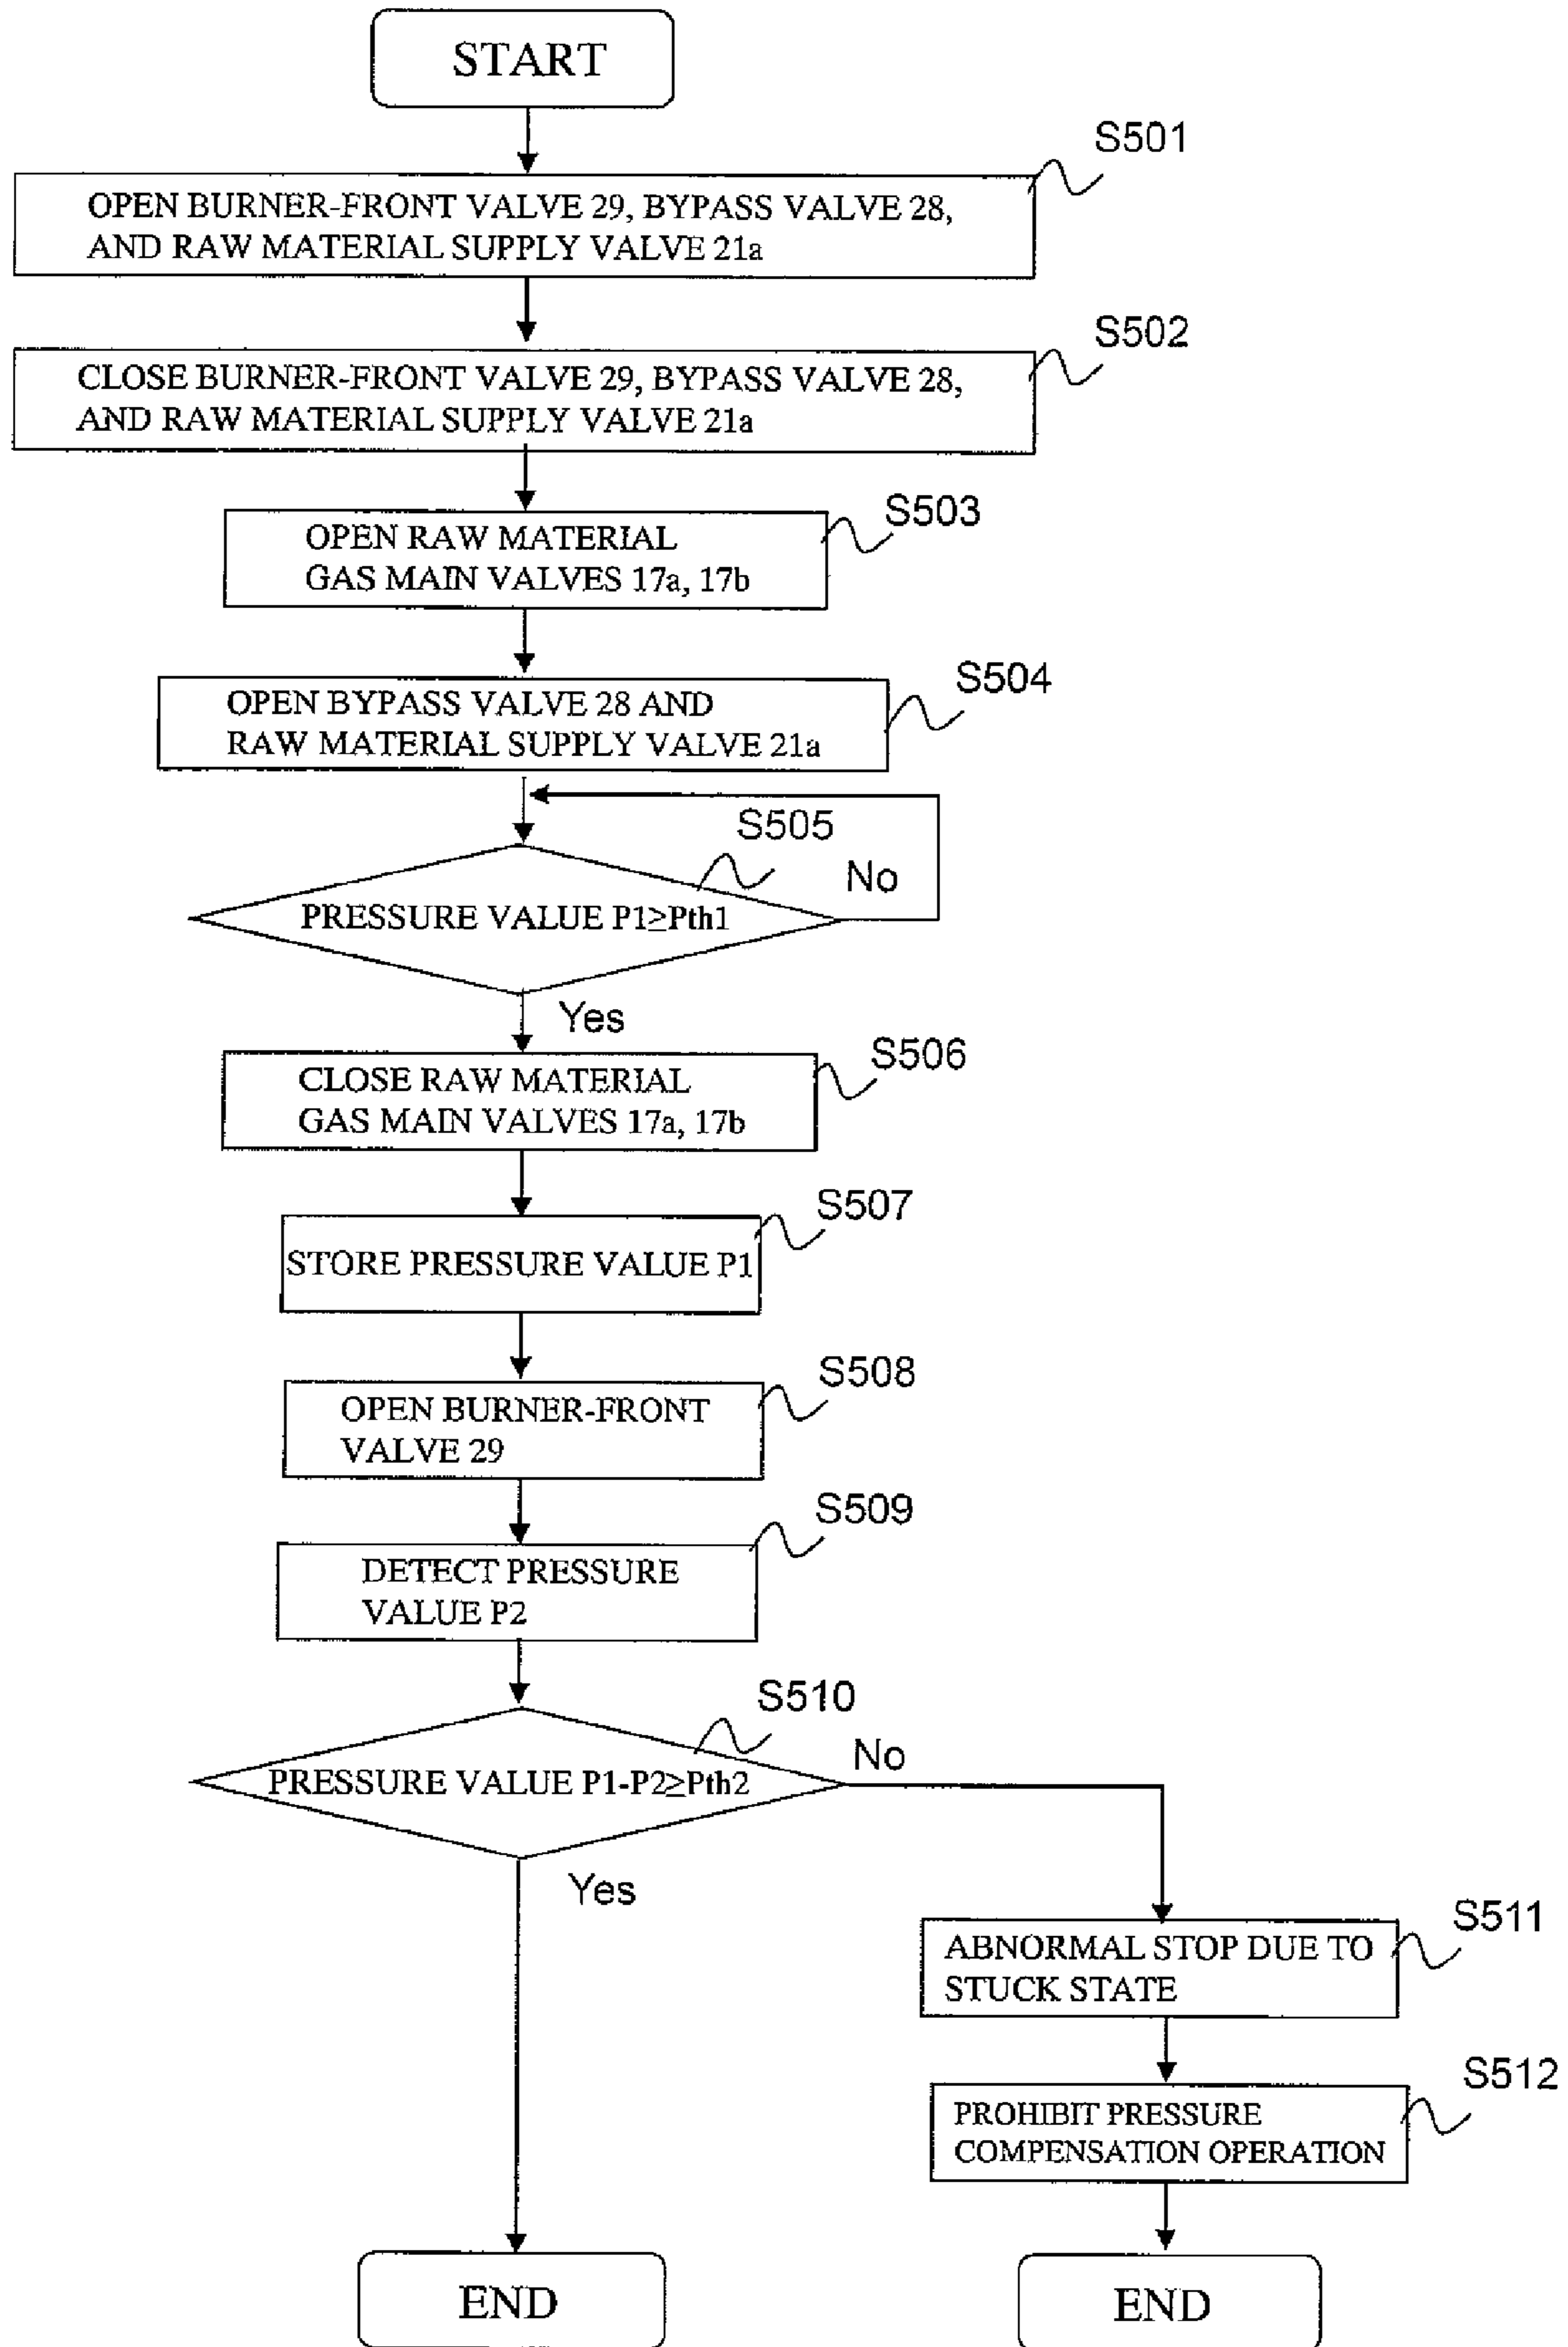 START
S501
OPEN BURNER-FRONT VALVE 29, BYPASS VALVE 28,
AND RAW MATERIAL SUPPLY VALVE 21a
S502
CLOSE BURNER-FRONT VALVE 29, BYPASS VALVE 28,
AND RAW MATERIAL SUPPLY VALVE 21a
S503
OPEN RAW MATERIAL
GAS MAIN VALVES 17a, 17b
S504
OPEN BYPASS VALVE 28 AND
RAW MATERIAL SUPPLY VALVE 21a
S505
No
PRESSURE VALUE P1≥Pth1
Yes
S506
CLOSE RAW MATERIAL
GAS MAIN VALVES 17a, 17b
S507
STORE PRESSURE VALUE P1
S508
OPEN BURNER-FRONT
VALVE 29
S509
DETECT PRESSURE
VALUE P2
S510
No
PRESSURE VALUE P1-P2≥Pth2
Yes
S511
ABNORMAL STOP DUE TO
STUCK STATE
S512
PROHIBIT PRESSURE
COMPENSATION OPERATION
END
END